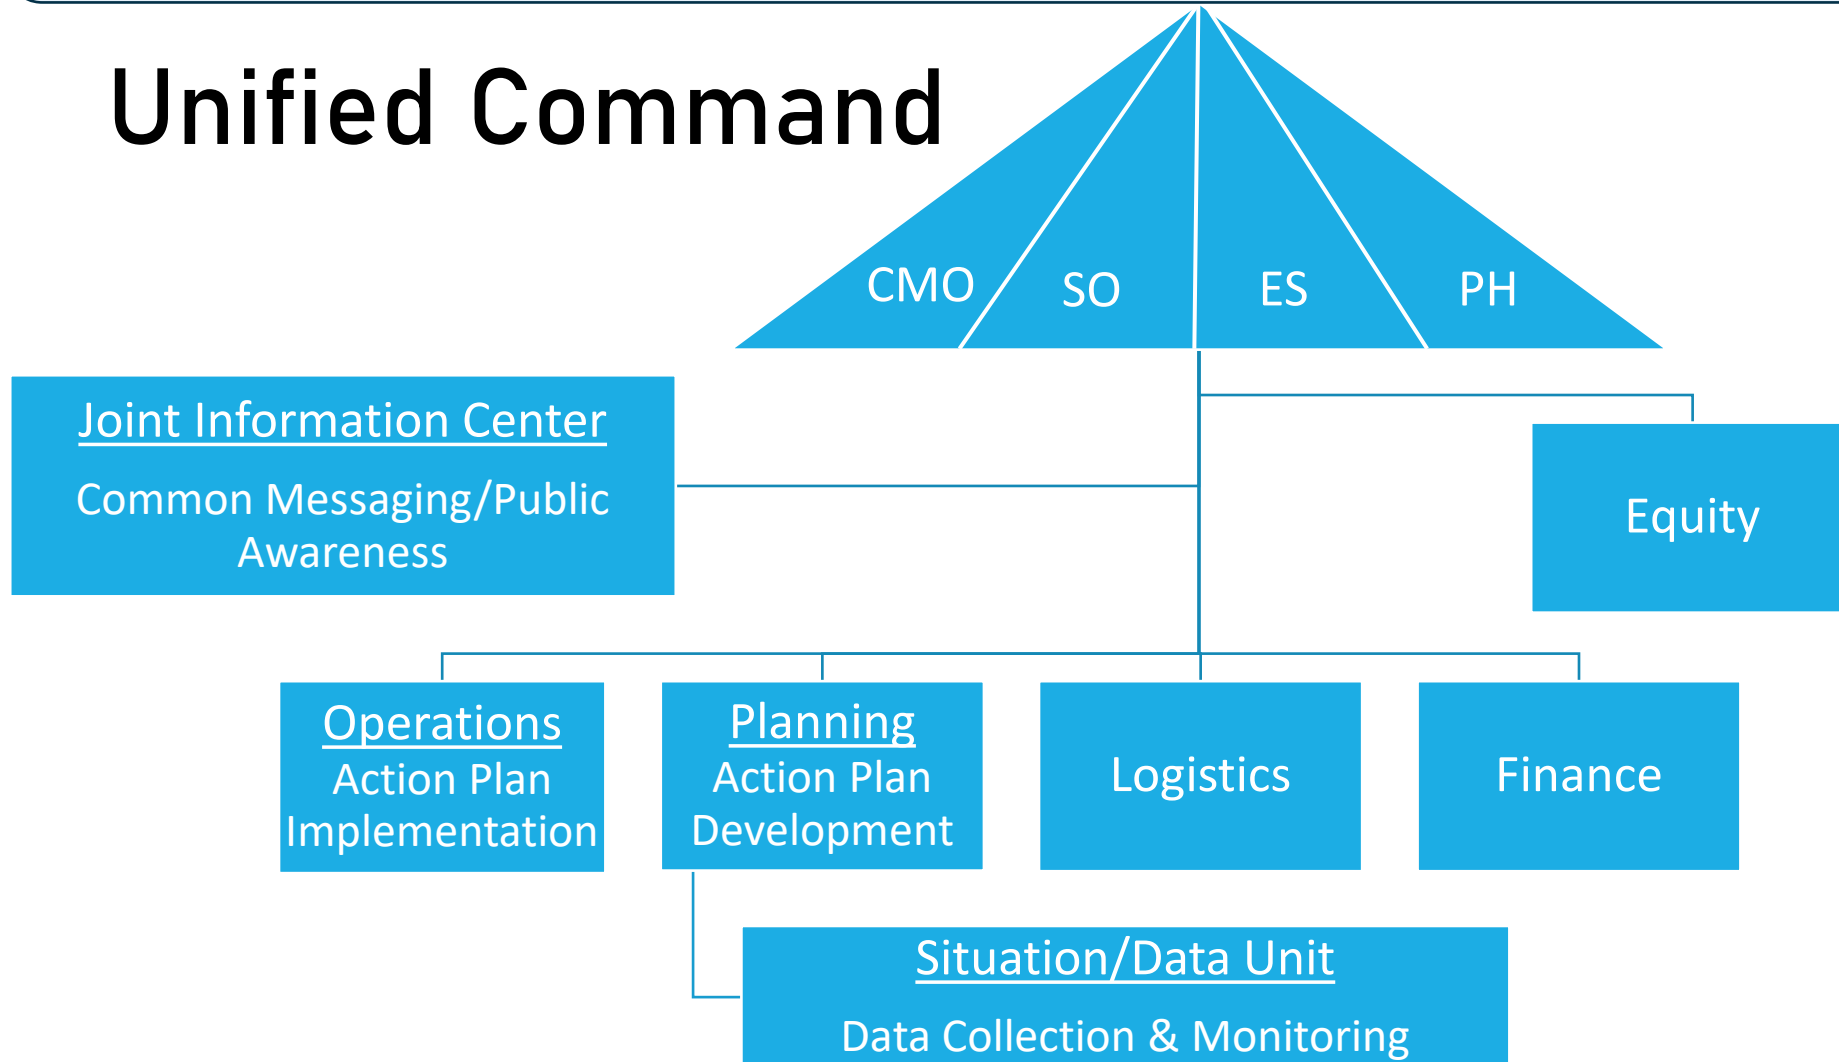 Unified Command
CMO
SO
ES
PH
Joint Information Center
Common Messaging/Public
Awareness
Equity
Operations
Action Plan
Implementation
Planning
Action Plan
Development
Logistics
Finance
Situation/Data Unit
Data Collection & Monitoring